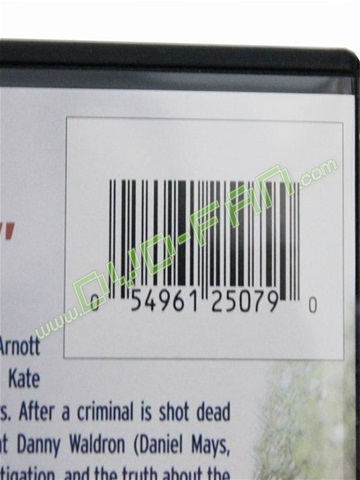 "
www.DVD-FAN.com
0 54961 25079 0
Arnott
Kate
s. After a criminal is shot dead
t Danny Waldron (Daniel Mays,
tigation, and the truth about the